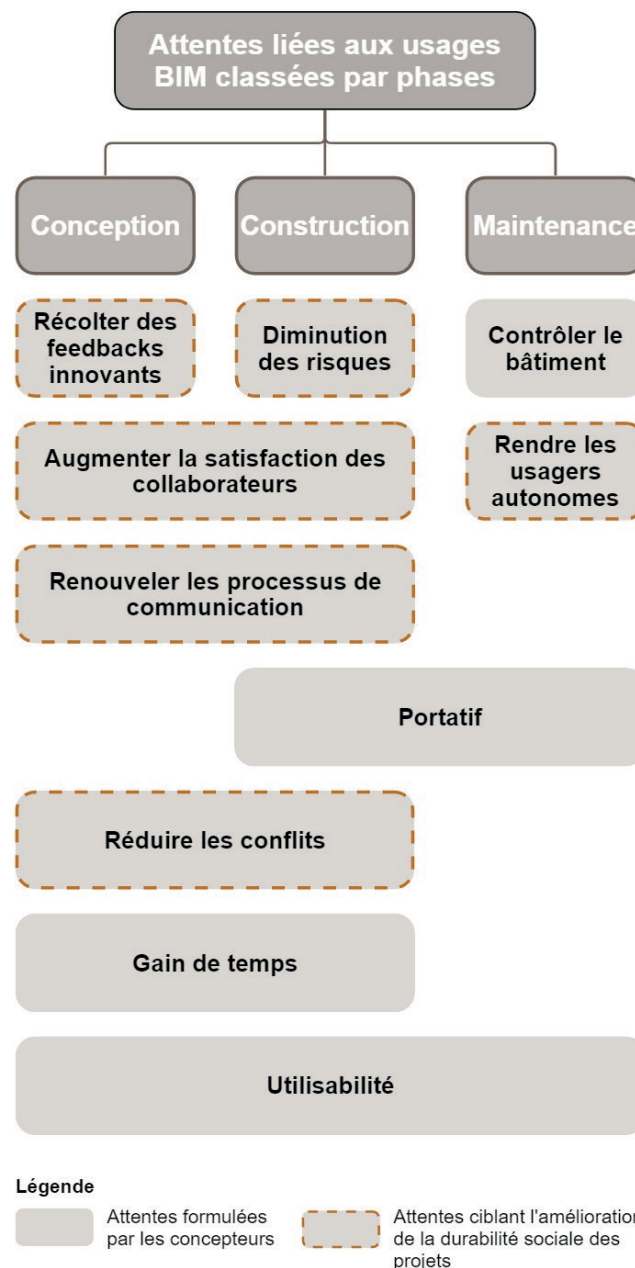 Attentes liées aux usages
BIM classées par phases
Conception
Construction
Maintenance
Récolter des
feedbacks
innovants
Diminution
des risques
Contrôler le
bâtiment
Augmenter la satisfaction des
collaborateurs
Rendre les
usagers
autonomes
Renouveler les processus de
communication
Portatif
Réduire les conflits
Gain de temps
Utilisabilité
Légende
Attentes formulées
par les concepteurs
Attentes ciblant l'amélioration
de la durabilité sociale des
projets